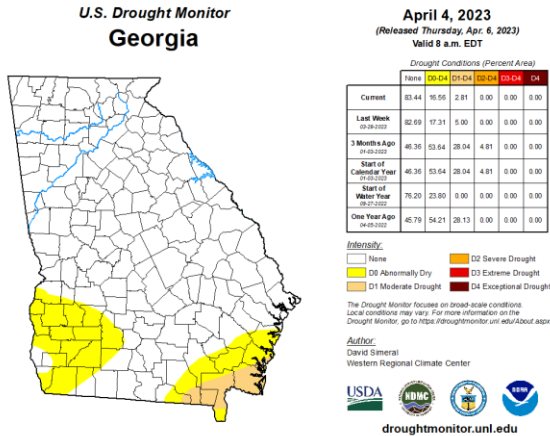 U.S. Drought Monitor
Georgia
April 4, 2023
(Released Thursday, Apr. 6, 2023)
Valid 8 a.m. EDT
Drought Conditions (Percent Area)
None D0-D4 D1-D4 D2-D4 D3-D4 D4
Current 83.44 16.56 2.81 0.00 0.00 0.00
Last Week 03-28-2023 82.69 17.31 5.00 0.00 0.00 0.00
3 Months Ago 01-03-2023 46.36 53.64 28.04 4.81 0.00 0.00
Start of Calendar Year 01-03-2023 46.36 53.64 28.04 4.81 0.00 0.00
Start of Water Year 09-27-2022 76.20 23.80 0.00 0.00 0.00 0.00
One Year Ago 04-05-2022 45.79 54.21 28.13 0.00 0.00 0.00
Intensity:
None D2 Severe Drought
D0 Abnormally Dry D3 Extreme Drought
D1 Moderate Drought D4 Exceptional Drought
The Drought Monitor focuses on broad-scale conditions.
Local conditions may vary. For more information on the
Drought Monitor, go to https://droughtmonitor.unl.edu/About.aspx
Author:
David Simeral
Western Regional Climate Center
USDA NDMC NOAA
droughtmonitor.unl.edu